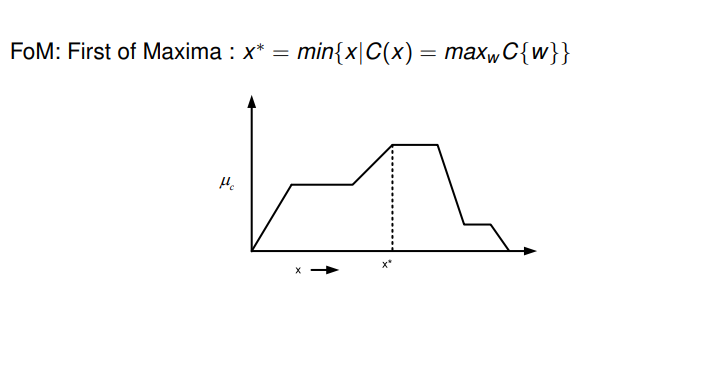 FoM: First of Maxima : x* = min{x|C(x) = max_w C{w}}
μ_c
x
x*